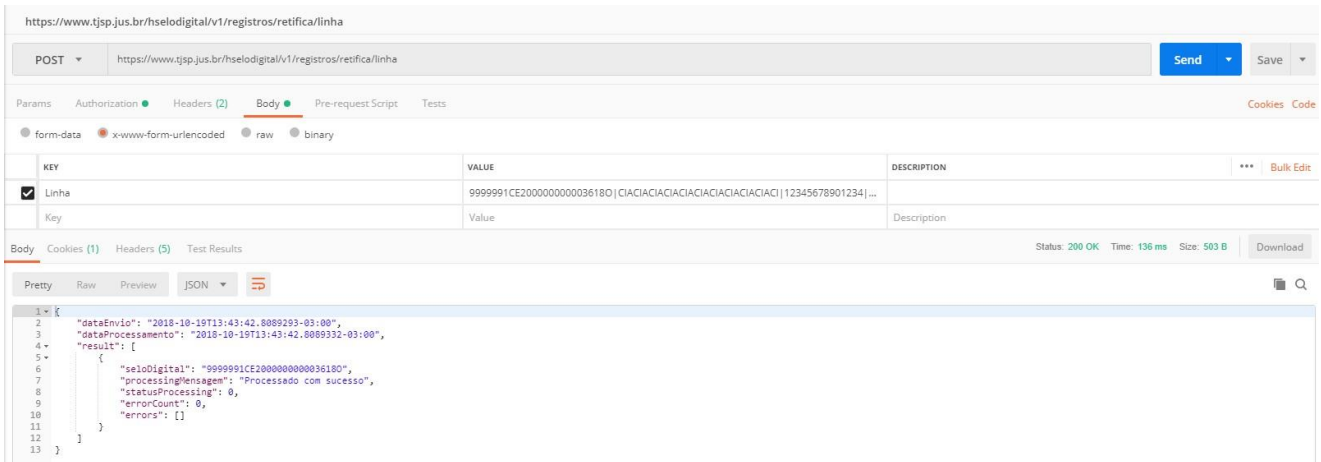 https://www.tjsp.jus.br/hselodigital/v1/registros/retifica/linha
POST https://www.tjsp.jus.br/hselodigital/v1/registros/retifica/linha Send Save
Params Authorization Headers (2) Body Pre-request Script Tests Cookies Code
form-data x-www-form-urlencoded raw binary
KEY VALUE DESCRIPTION ••• Bulk Edit
Linha 9999991CE200000000003618O|CIACIACIACIACIACIACIACIACIACIACI|12345678901234|...
Key Value Description
Body Cookies (1) Headers (5) Test Results Status: 200 OK Time: 136 ms Size: 503 B Download
Pretty Raw Preview JSON
1 {
2 "dataEnvio": "2018-10-19T13:43:42.8089293-03:00",
3 "dataProcessamento": "2018-10-19T13:43:42.8089332-03:00",
4 "result": [
5 {
6 "seloDigital": "9999991CE200000000003618O",
7 "processingMensagem": "Processado com sucesso",
8 "statusProcessing": 0,
9 "errorCount": 0,
10 "errors": []
11 }
12 ]
13 }